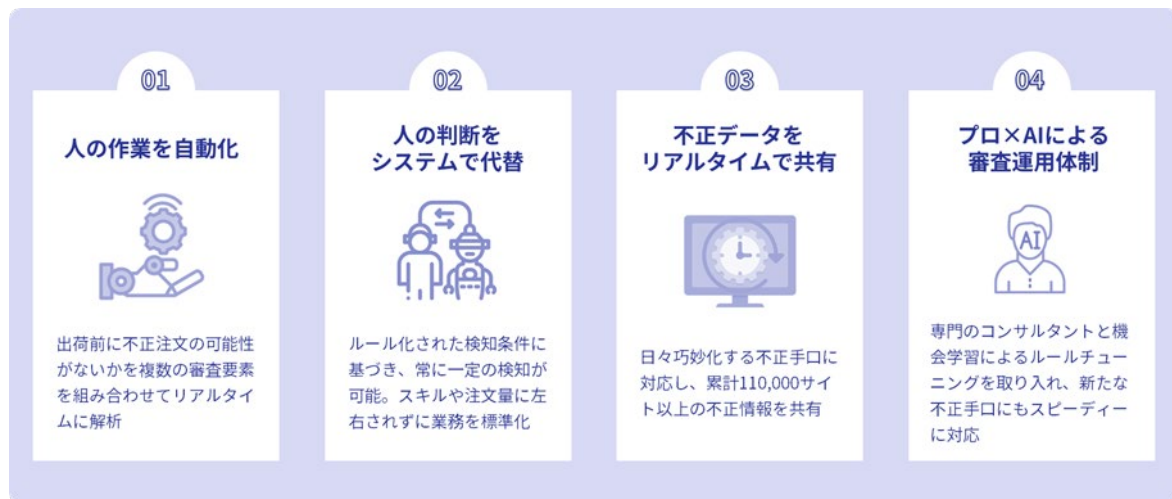 01
人の作業を自動化
出荷前に不正注文の可能性
がないかを複数の審査要素
を組み合わせてリアルタイ
ムに解析
02
人の判断を
システムで代替
ルール化された検知条件に
基づき、常に一定の検知が
可能。スキルや注文量に左
右されずに業務を標準化
03
不正データを
リアルタイムで共有
日々巧妙化する不正手口に
対応し、累計110,000サイ
ト以上の不正情報を共有
04
プロ×AIによる
審査運用体制
AI
専門のコンサルタントと機
会学習によるルールチュー
ニングを取り入れ、新たな
不正手口にもスピーディー
に対応